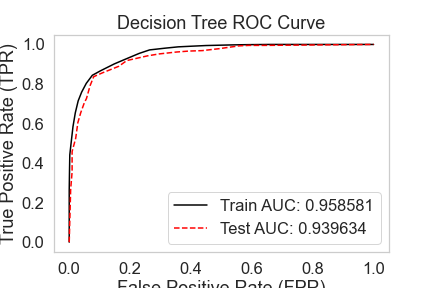 Decision Tree ROC Curve
True Positive Rate (TPR)
1.0
0.8
0.6
0.4
0.2
0.0
Train AUC: 0.958581
Test AUC: 0.939634
0.0 0.2 0.4 0.6 0.8 1.0
False Positive Rate (FPR)